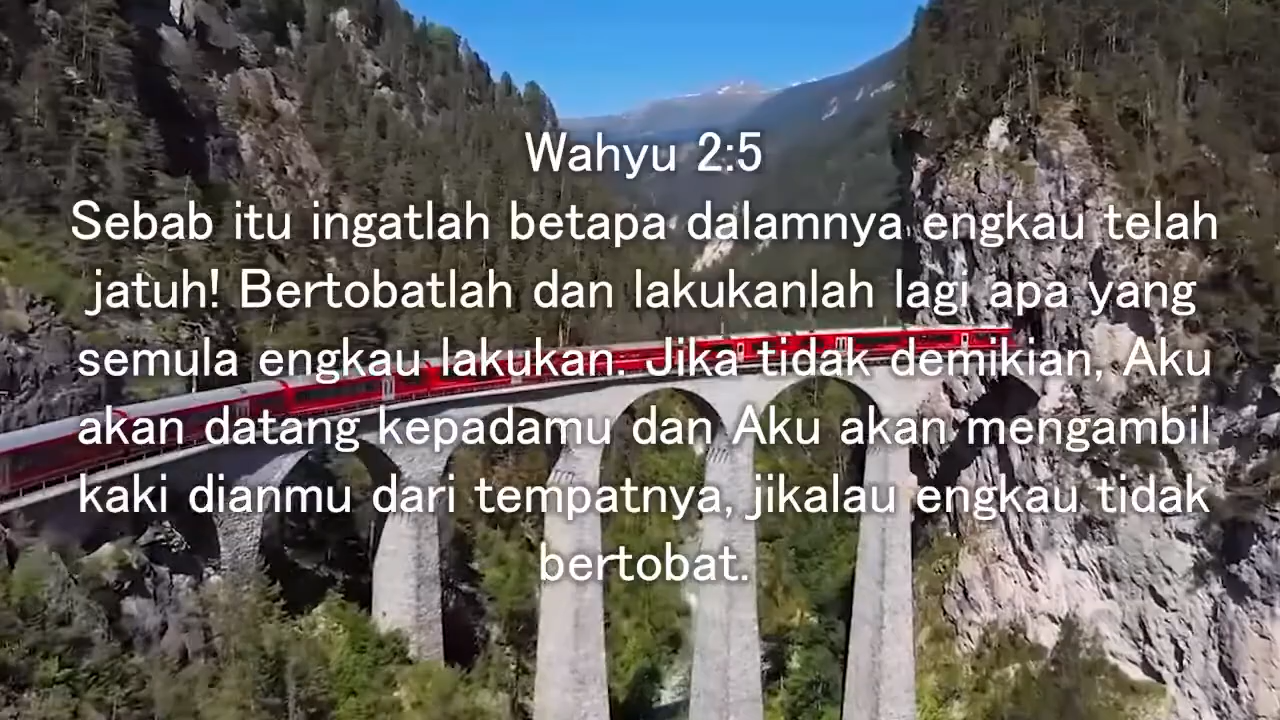 Wahyu 2:5
Sebab itu ingatlah betapa dalamnya engkau telah
jatuh! Bertobatlah dan lakukanlah lagi apa yang
semula engkau lakukan. Jika tidak demikian, Aku
akan datang kepadamu dan Aku akan mengambil
kaki dianmu dari tempatnya, jikalau engkau tidak
bertobat.